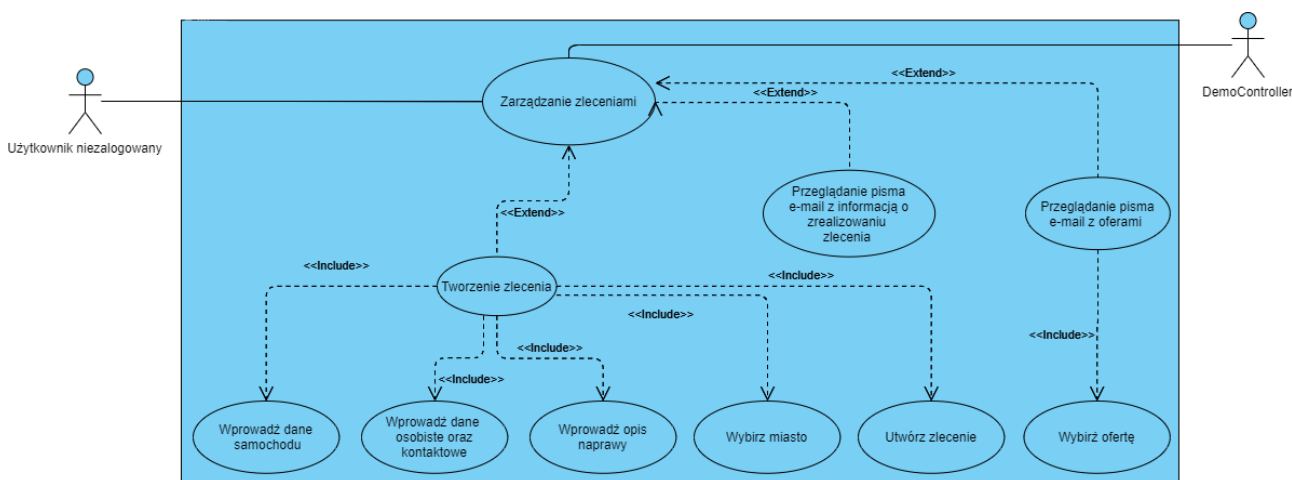 <<Extend>>
DemoController
Zarządzanie zleceniami
<<Extend>>
Użytkownik niezalogowany
Przeglądanie pisma
e-mail z informacją o
zrealizowaniu
zlecenia
Przeglądanie pisma
e-mail z oferami
<<Extend>>
<<Include>>
Tworzenie zlecenia
<<Include>>
<<Include>>
<<Include>>
<<Include>>
<<Include>>
Wprowadź dane
samochodu
Wprowadź dane
osobiste oraz
kontaktowe
Wprowadź opis
naprawy
Wybirz miasto
Utwórz zlecenie
Wybirź ofertę